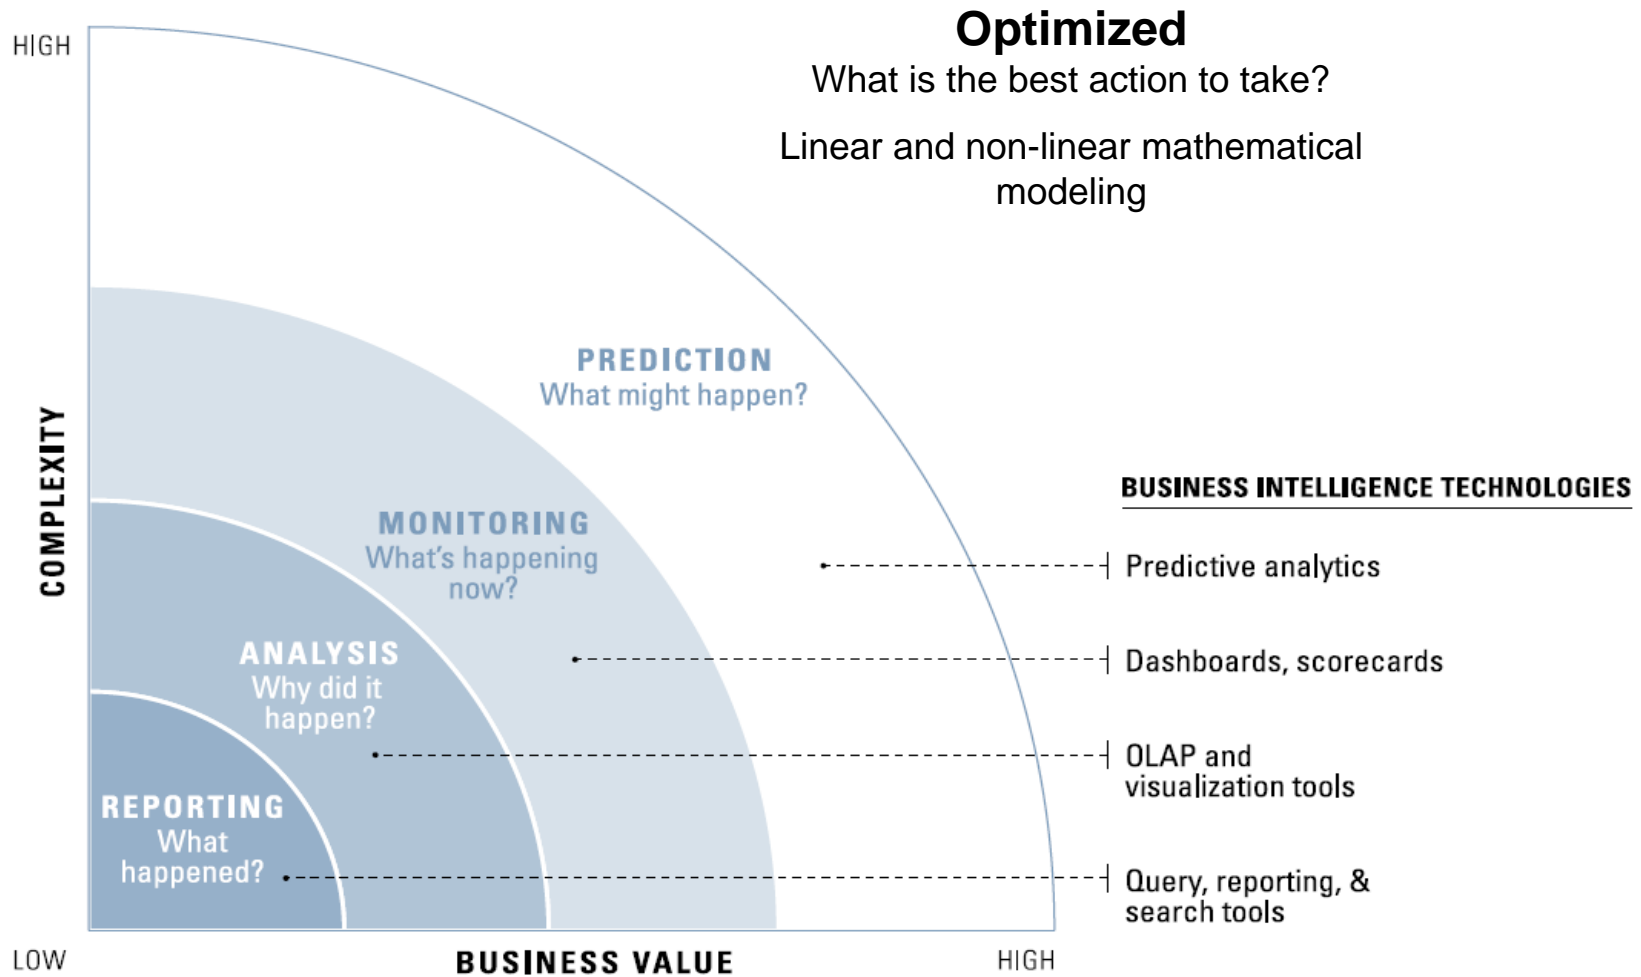 Optimized
What is the best action to take?
Linear and non-linear mathematical
modeling
HIGH
PREDICTION
What might happen?
COMPLEXITY
MONITORING
What's happening
now?
ANALYSIS
Why did it
happen?
REPORTING
What
happened?
BUSINESS INTELLIGENCE TECHNOLOGIES
Predictive analytics
Dashboards, scorecards
OLAP and
visualization tools
Query, reporting, &
search tools
LOW
BUSINESS VALUE
HIGH